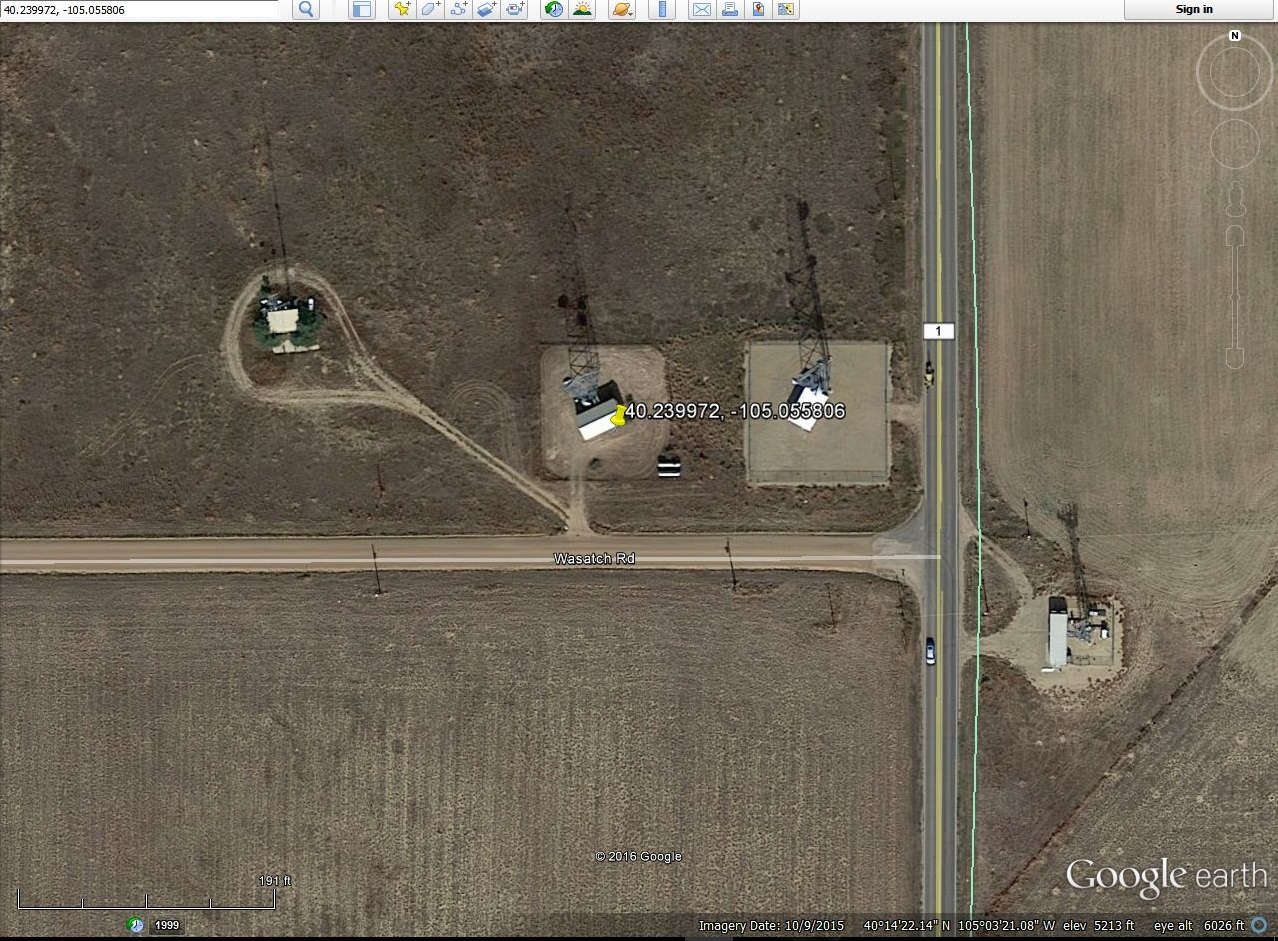 40.239972, -105.055806
Sign in
N
1
40.239972, -105.055806
Wasatch Rd
© 2016 Google
191 ft
Google earth
1999
Imagery Date: 10/9/2015 40°14'22.14" N 105°03'21.08" W elev 5213 ft eye alt 6026 ft